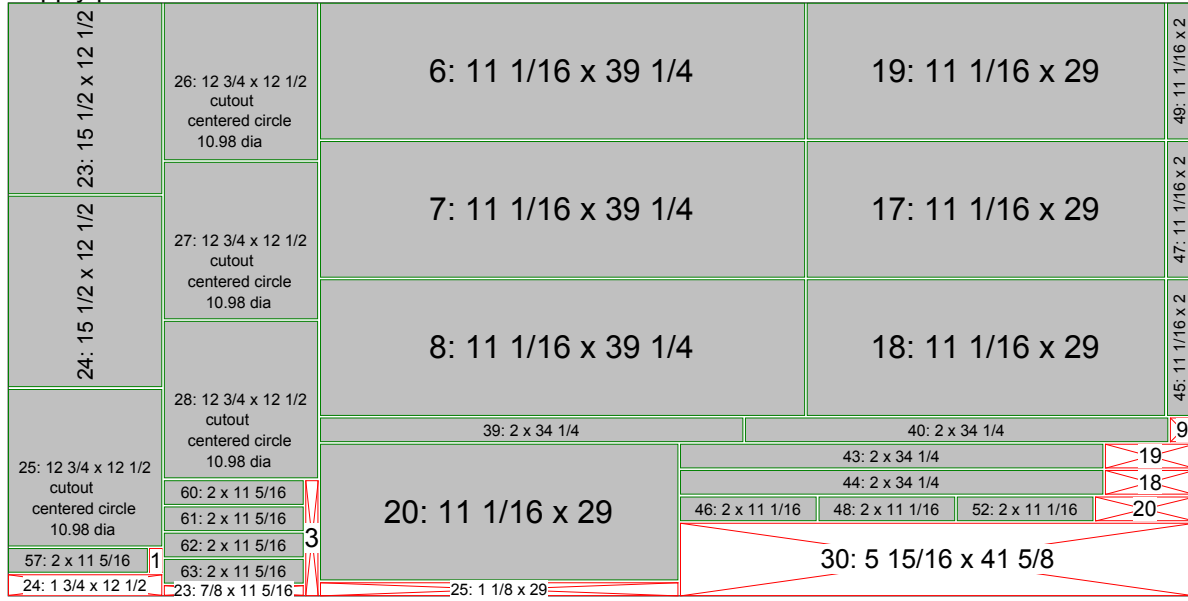 23: 15 1/2 x 12 1/2
24: 15 1/2 x 12 1/2
25: 12 3/4 x 12 1/2
cutout
centered circle
10.98 dia
57: 2 x 11 5/16
1
24: 1 3/4 x 12 1/2
26: 12 3/4 x 12 1/2
cutout
centered circle
10.98 dia
27: 12 3/4 x 12 1/2
cutout
centered circle
10.98 dia
28: 12 3/4 x 12 1/2
cutout
centered circle
10.98 dia
60: 2 x 11 5/16
61: 2 x 11 5/16
62: 2 x 11 5/16
63: 2 x 11 5/16
3
23: 7/8 x 11 5/16
6: 11 1/16 x 39 1/4
19: 11 1/16 x 29
49: 11 1/16 x 2
7: 11 1/16 x 39 1/4
17: 11 1/16 x 29
47: 11 1/16 x 2
8: 11 1/16 x 39 1/4
18: 11 1/16 x 29
45: 11 1/16 x 2
39: 2 x 34 1/4
40: 2 x 34 1/4
9
20: 11 1/16 x 29
43: 2 x 34 1/4
19
44: 2 x 34 1/4
18
46: 2 x 11 1/16
48: 2 x 11 1/16
52: 2 x 11 1/16
20
30: 5 15/16 x 41 5/8
25: 1 1/8 x 29